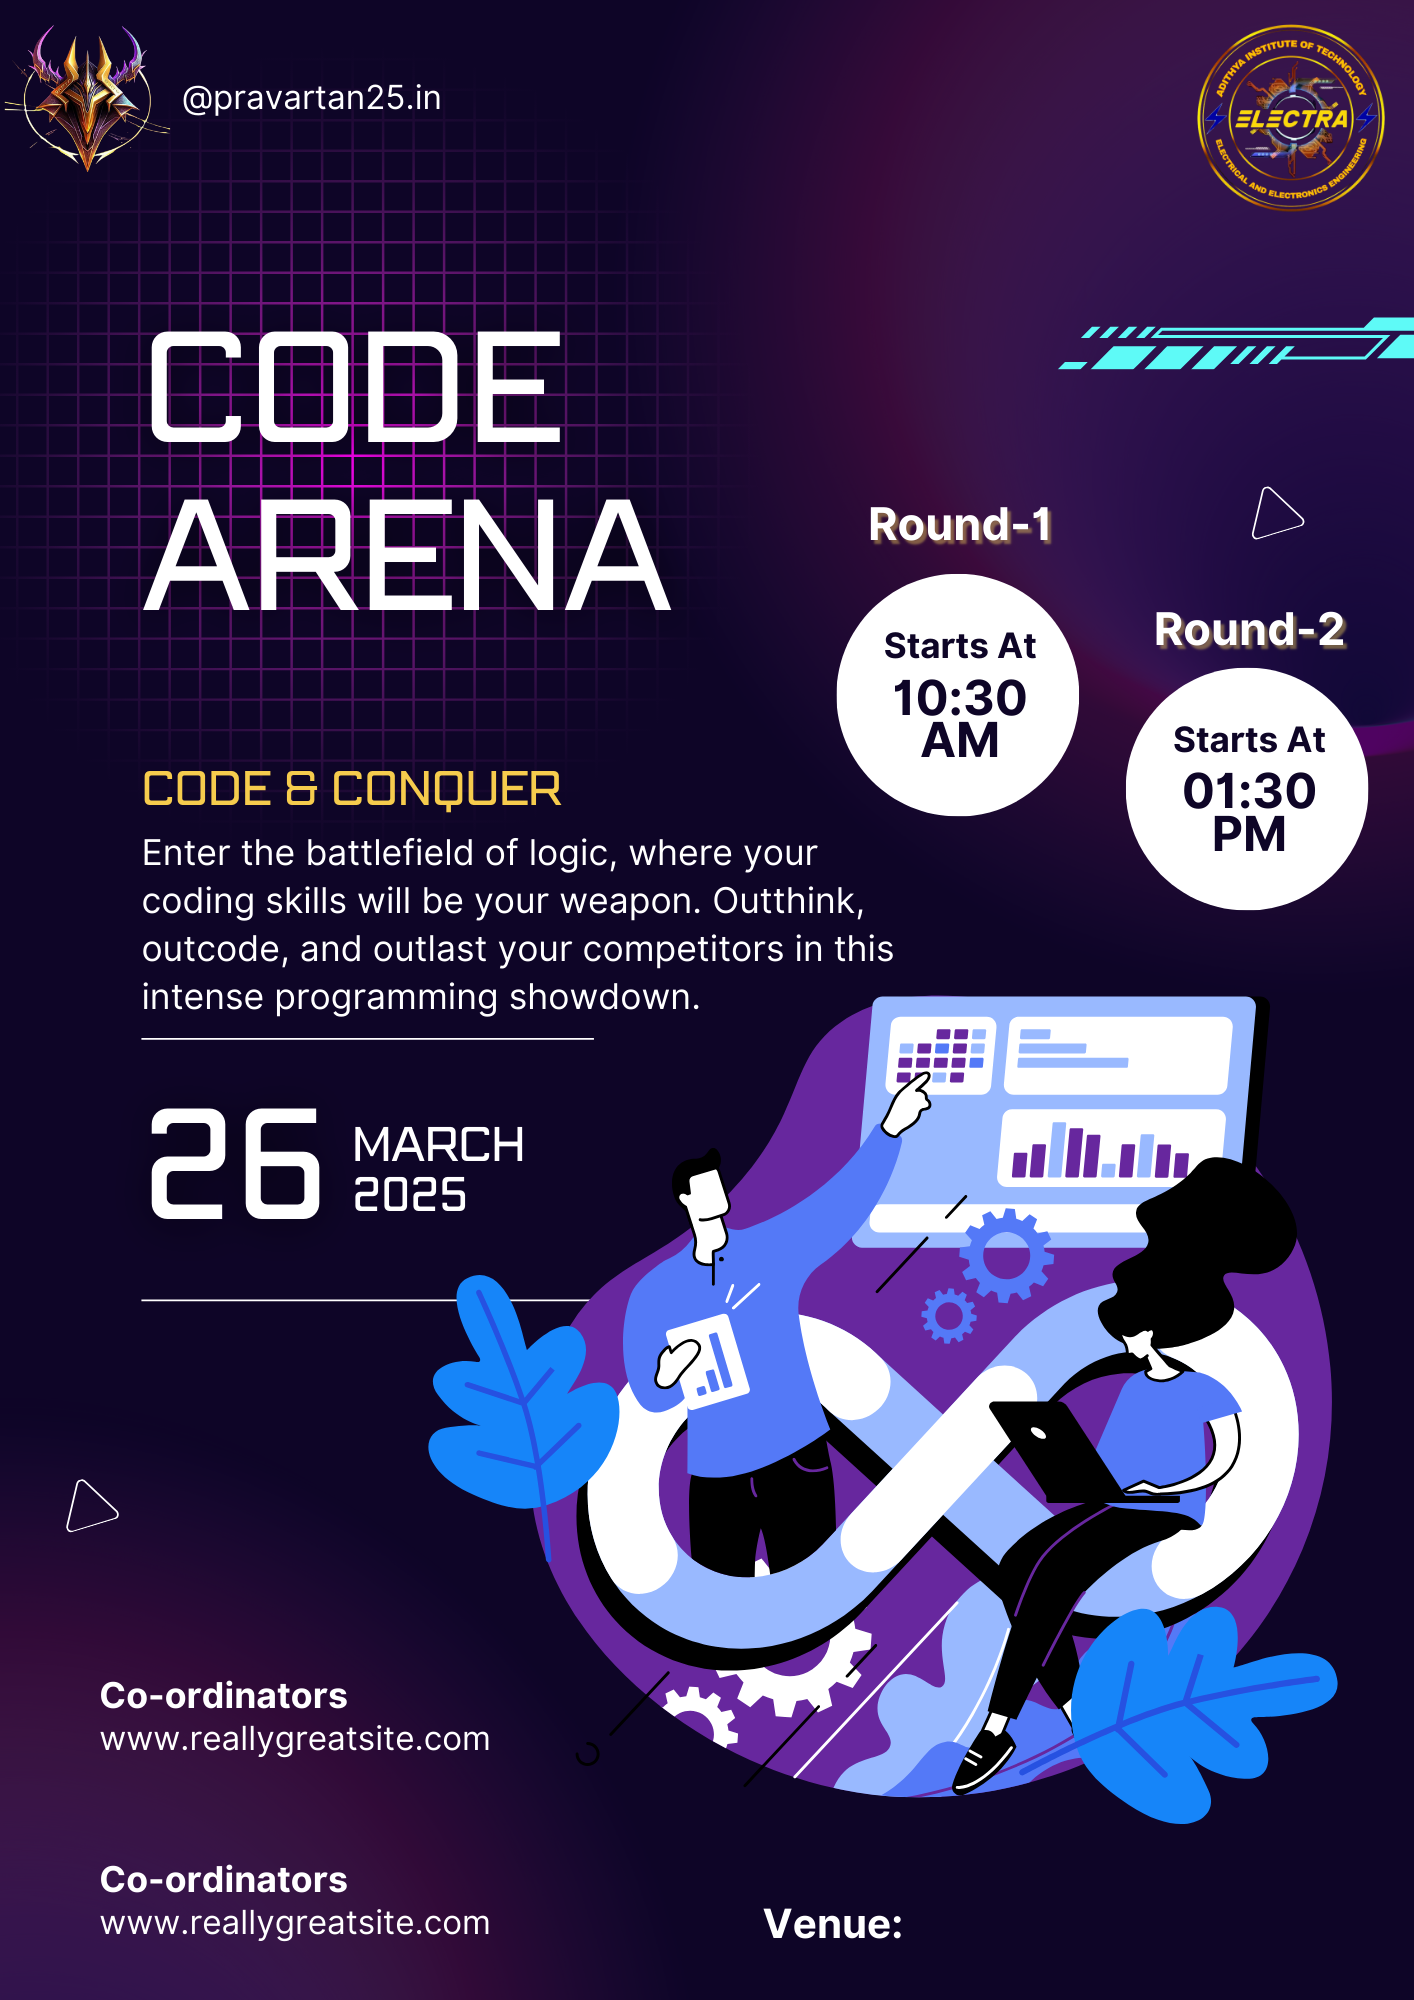 @pravartan25.in
ADITHYA INSTITUTE OF TECHNOLOGY
ELECTRA
ELECTRICAL AND ELECTRONICS ENGINEERING
CODE
ARENA
Round-1
Starts At
10:30
AM
Round-2
Starts At
01:30
PM
CODE & CONQUER
Enter the battlefield of logic, where your
coding skills will be your weapon. Outthink,
outcode, and outlast your competitors in this
intense programming showdown.
26
MARCH
2025
Co-ordinators
www.reallygreatsite.com
Co-ordinators
www.reallygreatsite.com
Venue: